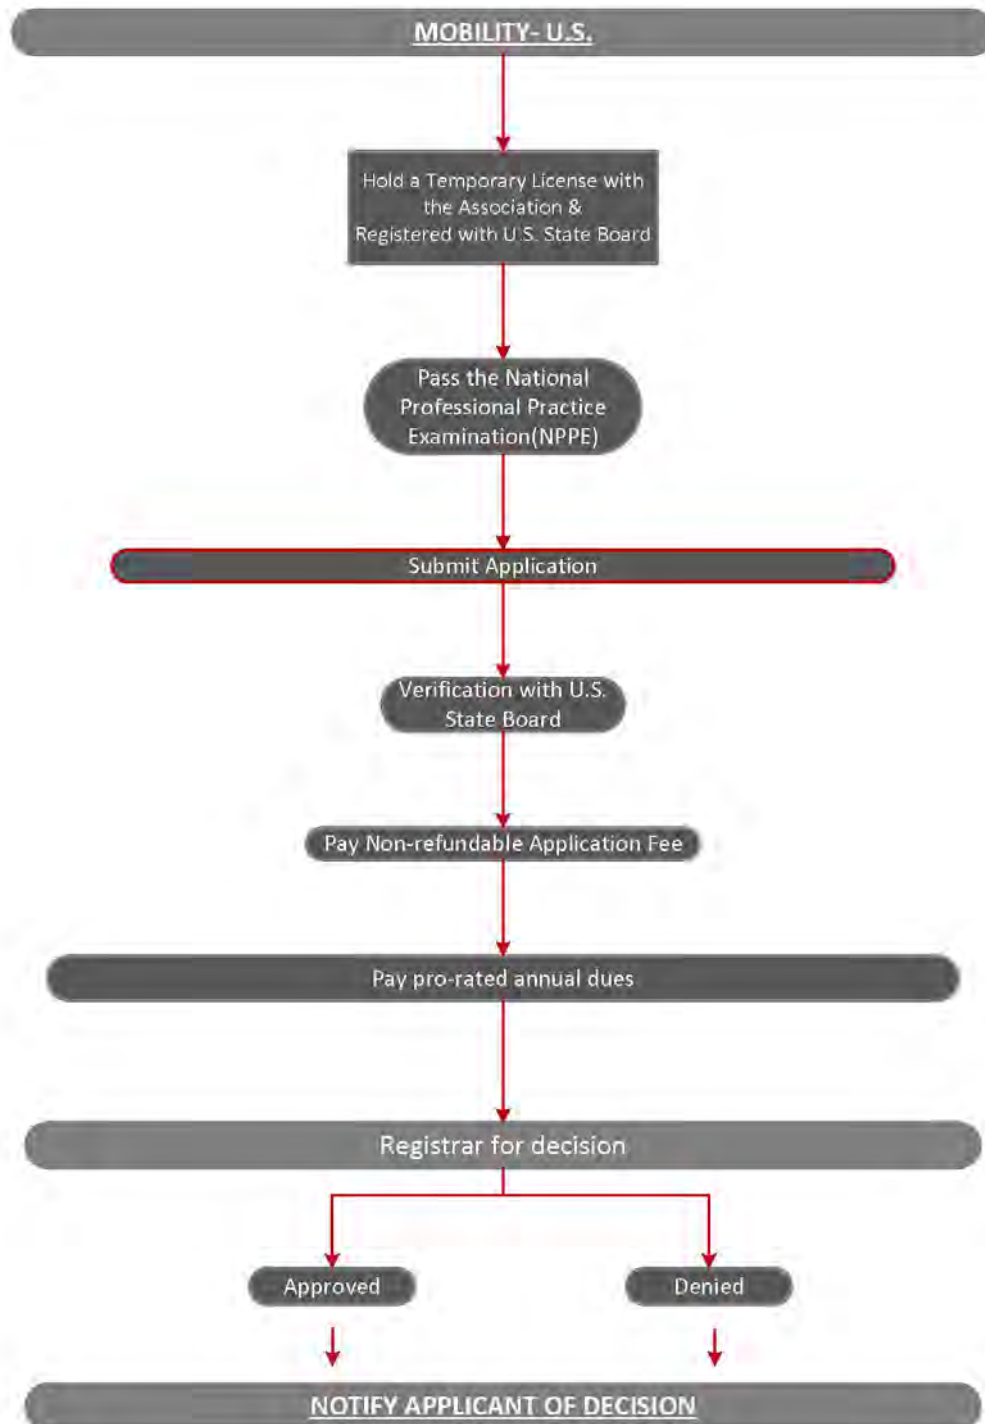 MOBILITY- U.S.
Hold a Temporary License with
the Association &
Registered with U.S. State Board
Pass the National
Professional Practice
Examination(NPPE)
Submit Application
Verification with U.S.
State Board
Pay Non-refundable Application Fee
Pay pro-rated annual dues
Registrar for decision
Approved
Denied
NOTIFY APPLICANT OF DECISION